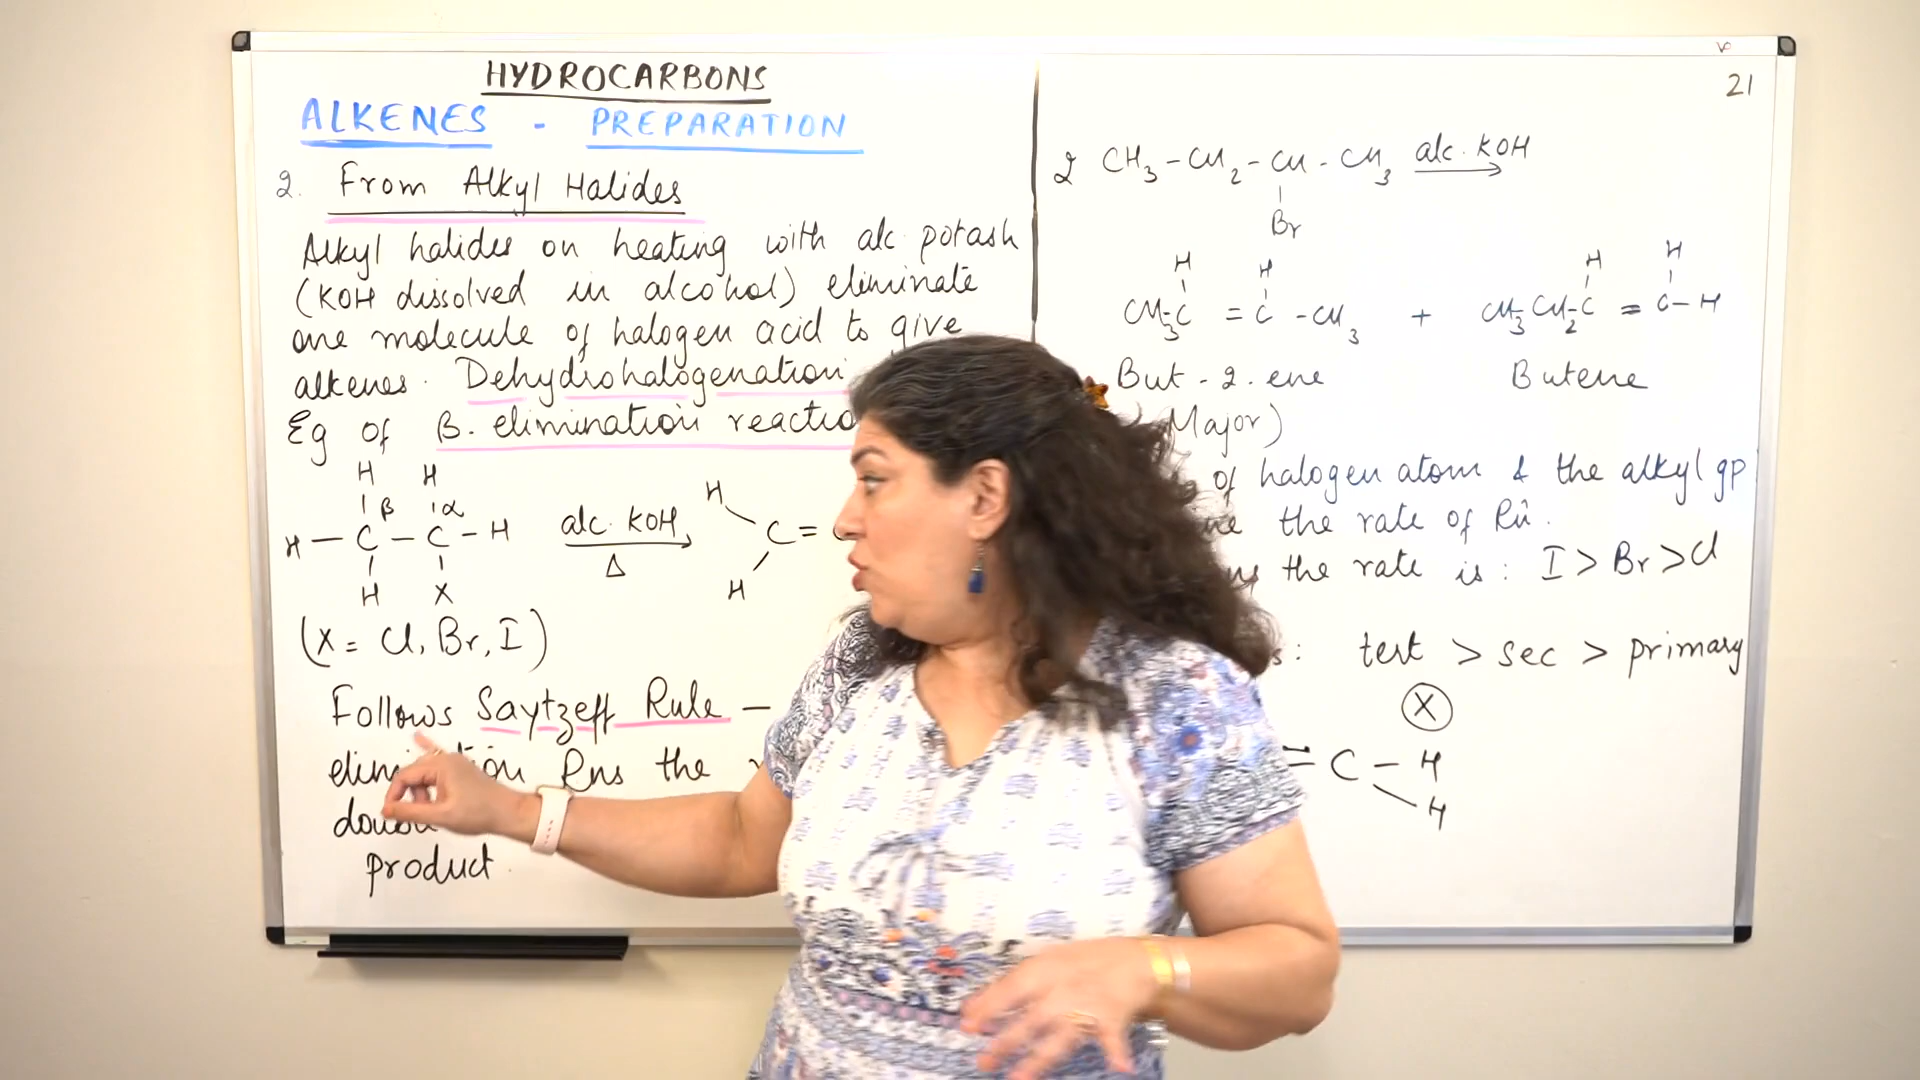 HYDROCARBONS
ALKENES - PREPARATION
2. From Alkyl Halides
Alkyl halides on heating with alc potash
(KOH dissolved in alcohol) eliminate
one molecule of halogen acid to give
alkenes. Dehydrohalogenation
Eg of β. elimination reactio
H H
β α
H - C - C - H alc. KOH Δ H C =
H X H
(X = Cl, Br, I)
Follows Saytzeff Rule -
Rns the
product.
21
2 CH3 - CH2 - CH - CH3 alc. KOH
Br
H H H H
CH3-C = C - CH3 + CH3 CH2-C = C - H
But - 2. ene Butene
Major)
of halogen atom & the alkyl gp
the rate of Rn.
the rate is : I > Br > Cl
: tert > sec > primary
X
= C - H
H